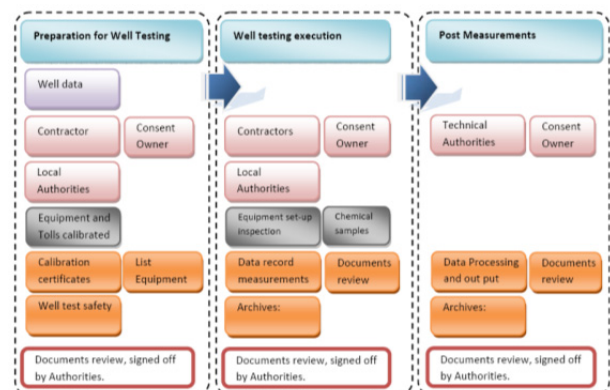 Preparation for Well Testing
Well data
Contractor
Consent
Owner
Local
Authorities
Equipment and
Tolls calibrated
Calibration
certificates
List
Equipment
Well test safety
Documents review, signed off
by Authorities.
Well testing execution
Contractors
Consent
Owner
Local
Authorities
Equipment set-up
inspection
Chemical
samples
Data record
measurements
Documents
review
Archives:
Documents review, signed off
by Authorities.
Post Measurements
Technical
Authorities
Consent
Owner
Data Processing
and out put
Documents
review
Archives:
Documents review, signed off
by Authorities.